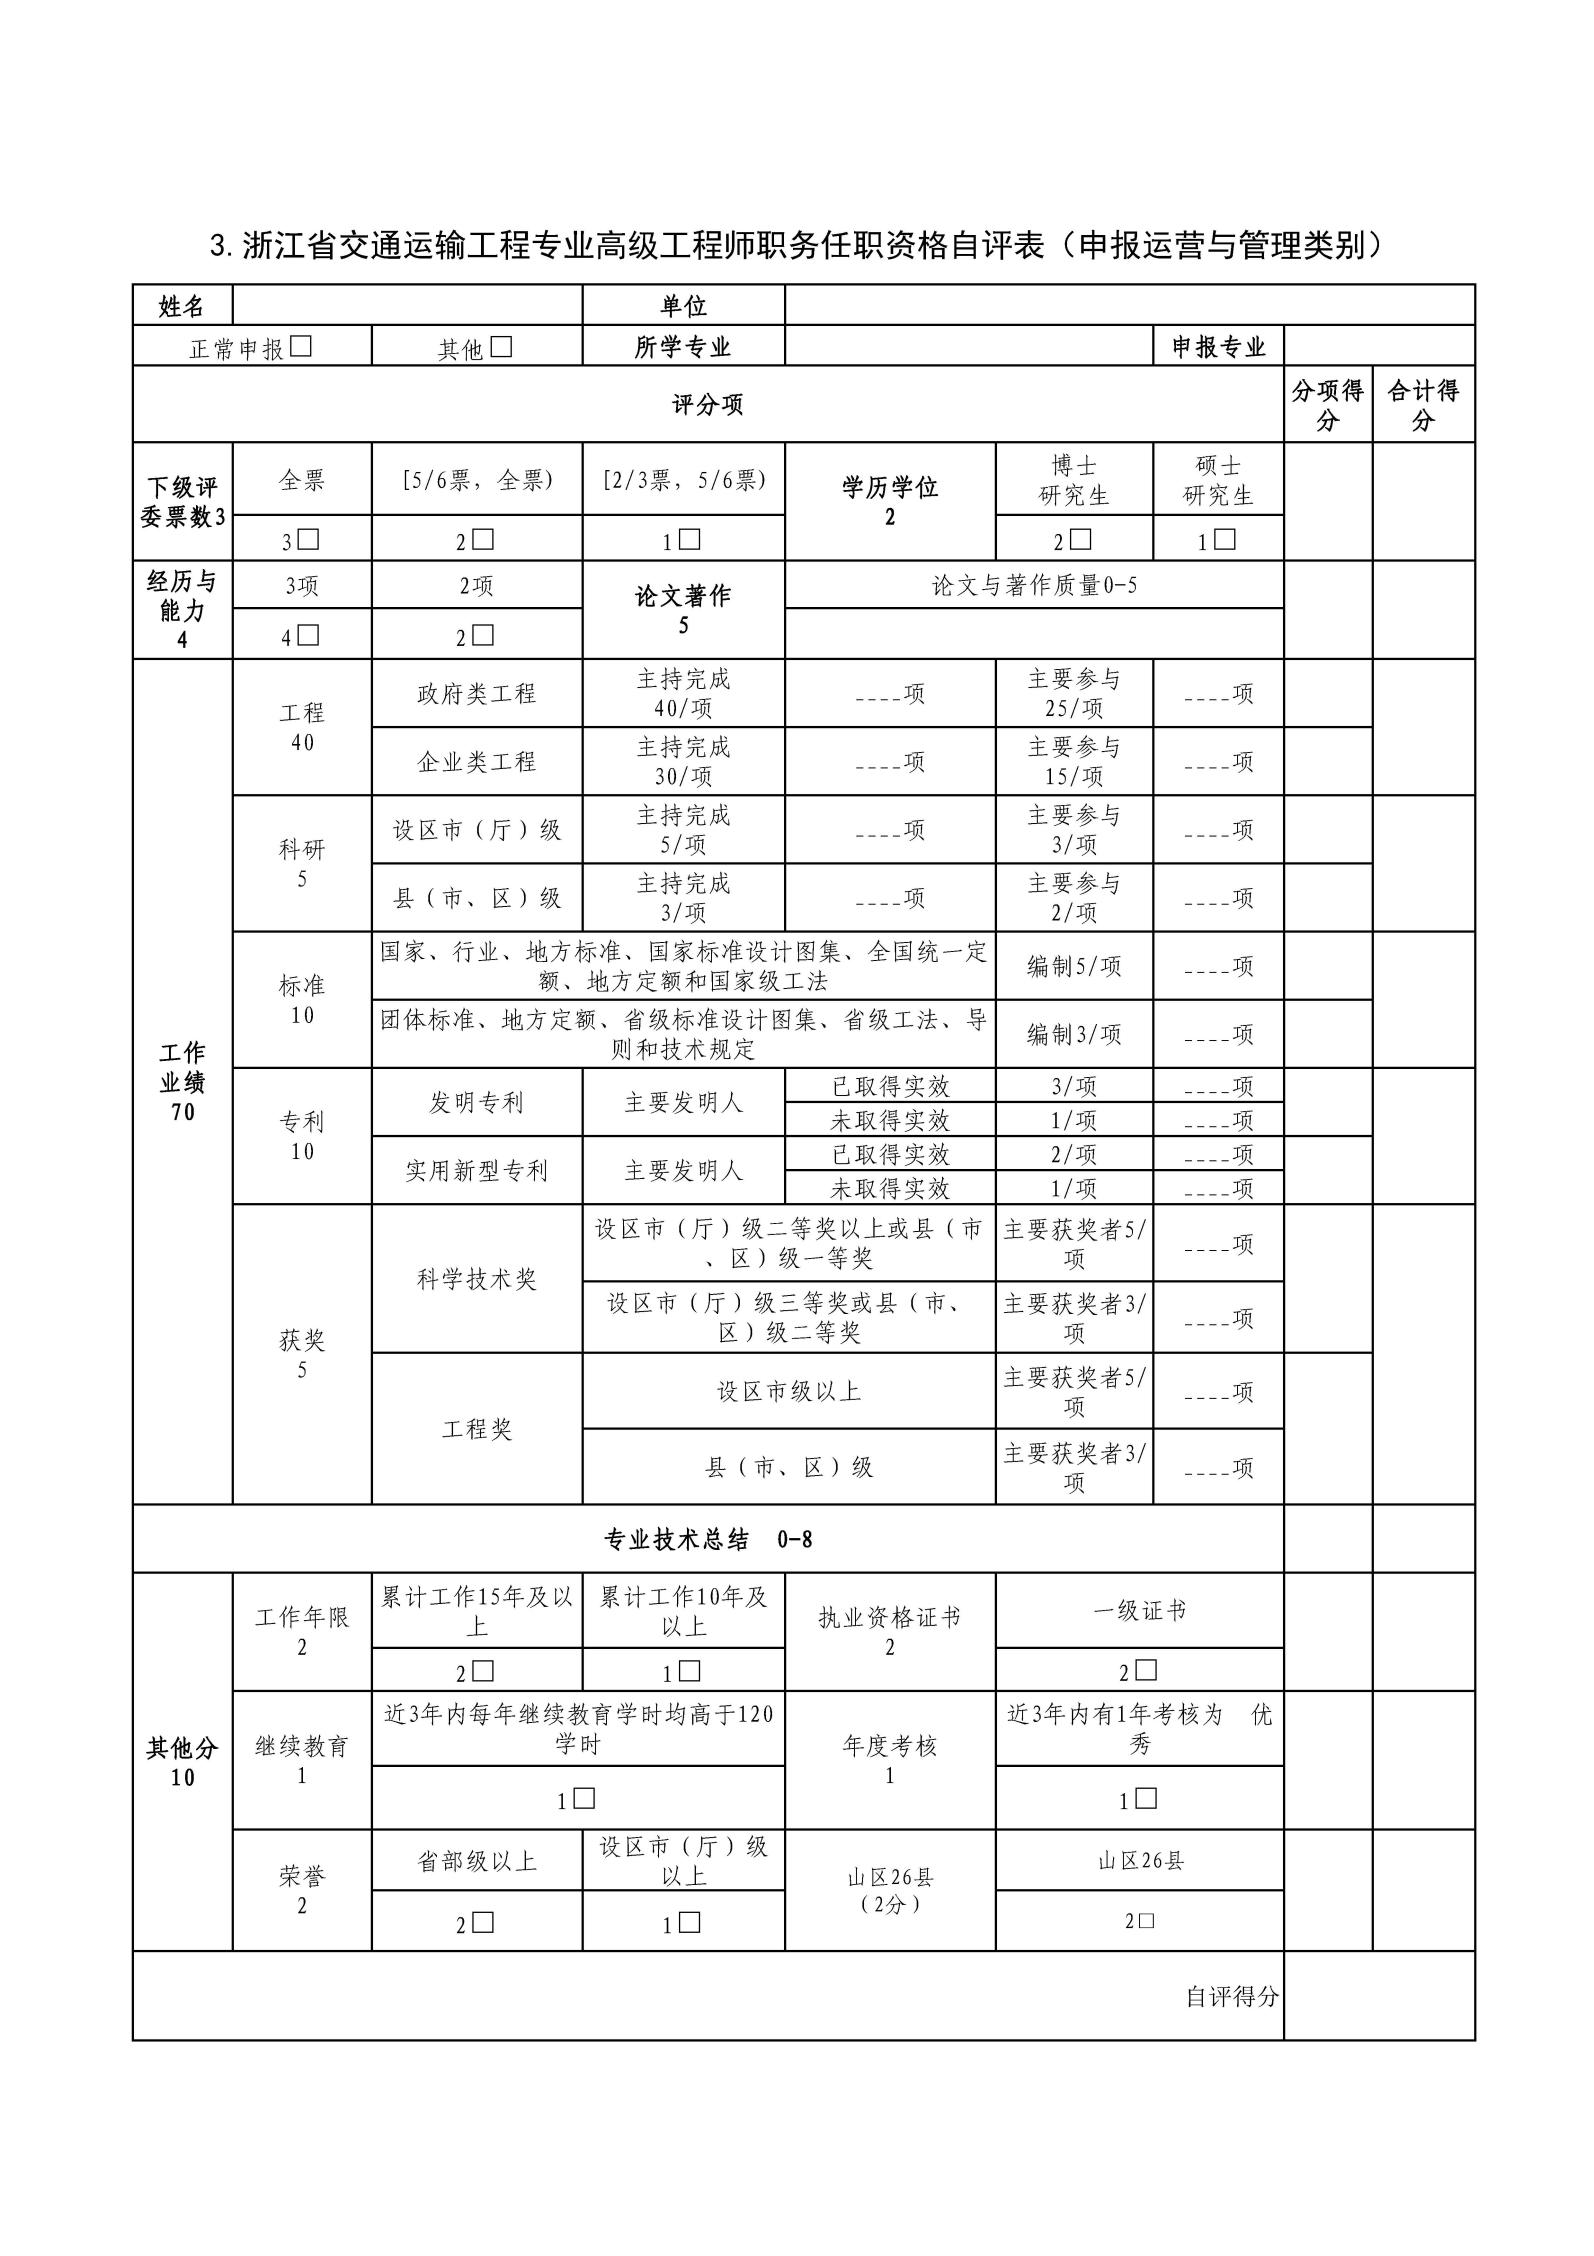 3.浙江省交通运输工程专业高级工程师职务任职资格自评表（申报运营与管理类别）
姓名 单位
正常申报□ 其他□ 所学专业 申报专业
评分项 分项得分 合计得分
下级评委票数3 全票 [5/6票，全票) [2/3票，5/6票) 学历学位 2 博士研究生 硕士研究生
3□ 2□ 1□ 2□ 1□
经历与能力 4 3项 2项 论文著作 5 论文与著作质量0-5
4□ 2□
工作业绩 70
工程 40 政府类工程 主持完成 40/项 ----项 主要参与 25/项 ----项
企业类工程 主持完成 30/项 ----项 主要参与 15/项 ----项
科研 5 设区市（厅）级 主持完成 5/项 ----项 主要参与 3/项 ----项
县（市、区）级 主持完成 3/项 ----项 主要参与 2/项 ----项
标准 10 国家、行业、地方标准、国家标准设计图集、全国统一定额、地方定额和国家级工法 编制5/项 ----项
团体标准、地方定额、省级标准设计图集、省级工法、导则和技术规定 编制3/项 ----项
专利 10 发明专利 主要发明人 已取得实效 3/项 ----项
未取得实效 1/项 ----项
实用新型专利 主要发明人 已取得实效 2/项 ----项
未取得实效 1/项 ----项
获奖 5 科学技术奖 设区市（厅）级二等奖以上或县（市、区）级一等奖 主要获奖者5/项 ----项
设区市（厅）级三等奖或县（市、区）级二等奖 主要获奖者3/项 ----项
工程奖 设区市级以上 主要获奖者5/项 ----项
县（市、区）级 主要获奖者3/项 ----项
专业技术总结 0-8
其他分 10
工作年限 2 累计工作15年及以上 累计工作10年及以上 执业资格证书 2 一级证书
2□ 1□ 2□
继续教育 1 近3年内每年继续教育学时均高于120学时 年度考核 1 近3年内有1年考核为 优秀
1□ 1□
荣誉 2 省部级以上 设区市（厅）级以上 山区26县（2分） 山区26县
2□ 1□ 2□
自评得分